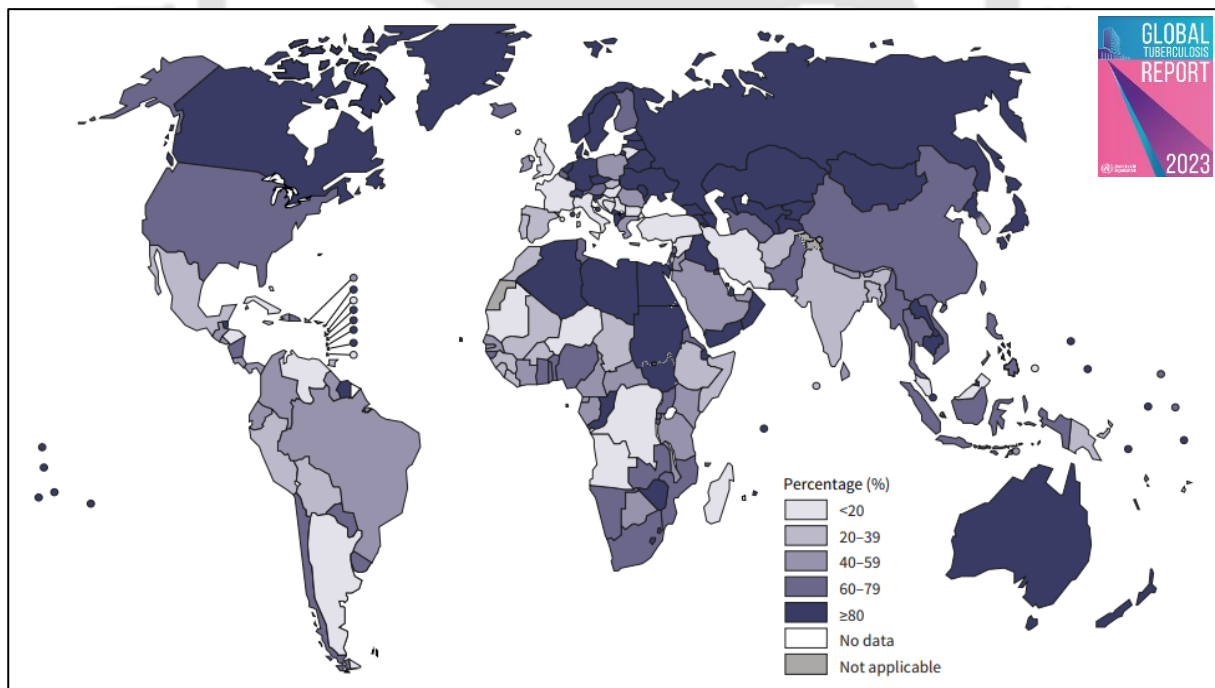 GLOBAL
TUBERCULOSIS
REPORT
2023
Percentage (%)
<20
20–39
40–59
60–79
≥80
No data
Not applicable